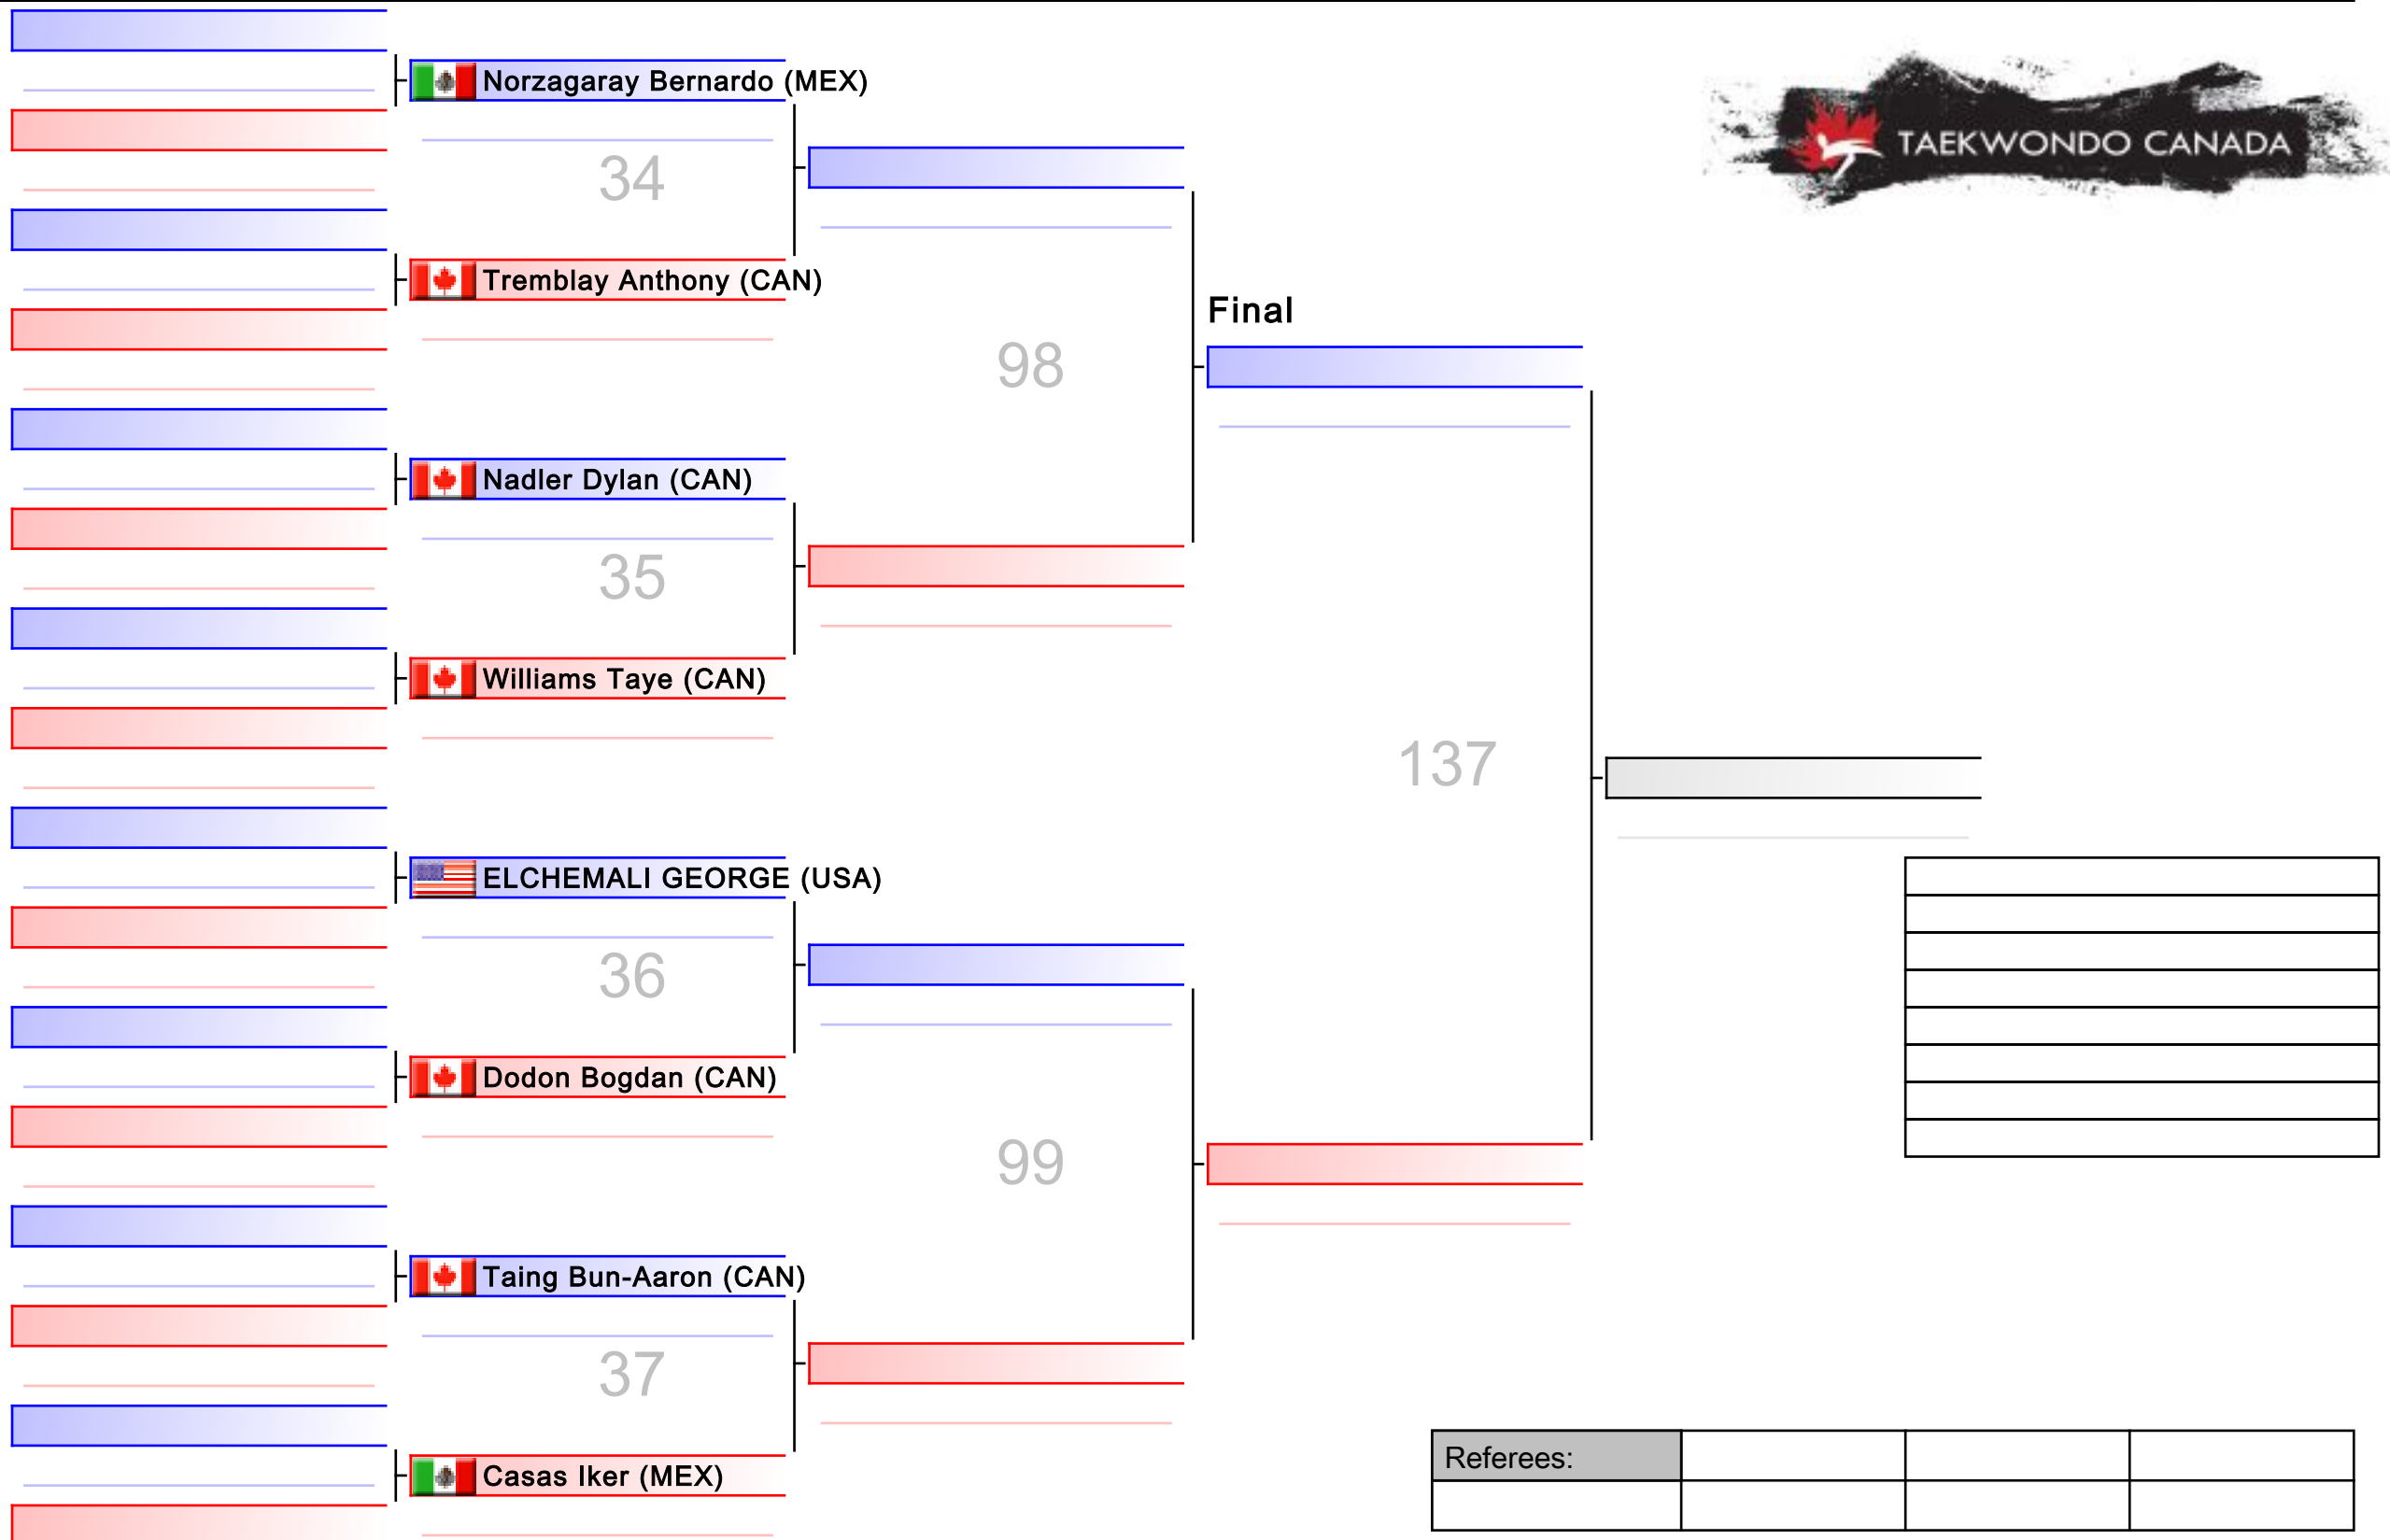 Norzagaray Bernardo (MEX)
TAEKWONDO CANADA
34
Tremblay Anthony (CAN)
Final
98
Nadler Dylan (CAN)
35
Williams Taye (CAN)
137
ELCHEMALI GEORGE (USA)
36
Dodon Bogdan (CAN)
99
Taing Bun-Aaron (CAN)
37
Casas Iker (MEX)
Referees: